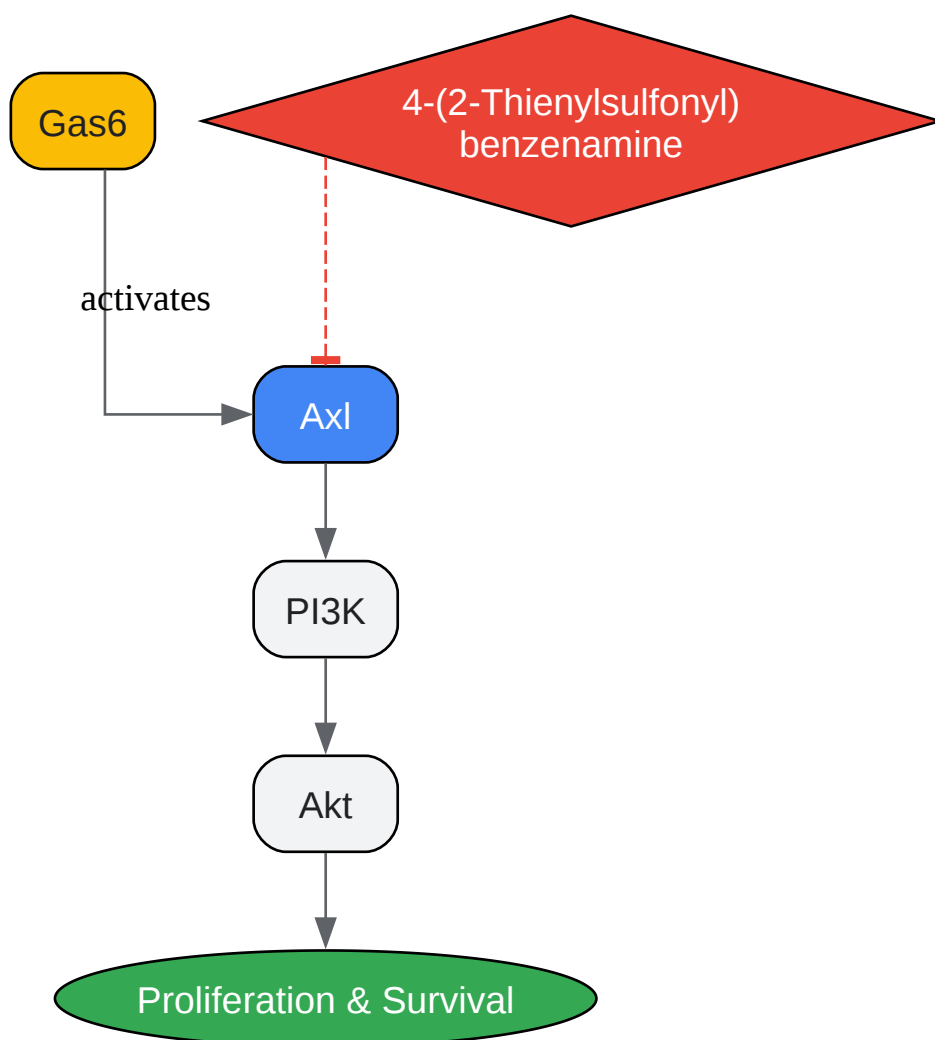 Gas6
4-(2-Thienylsulfonyl)
benzenamine
activates
Axl
PI3K
Akt
Proliferation & Survival